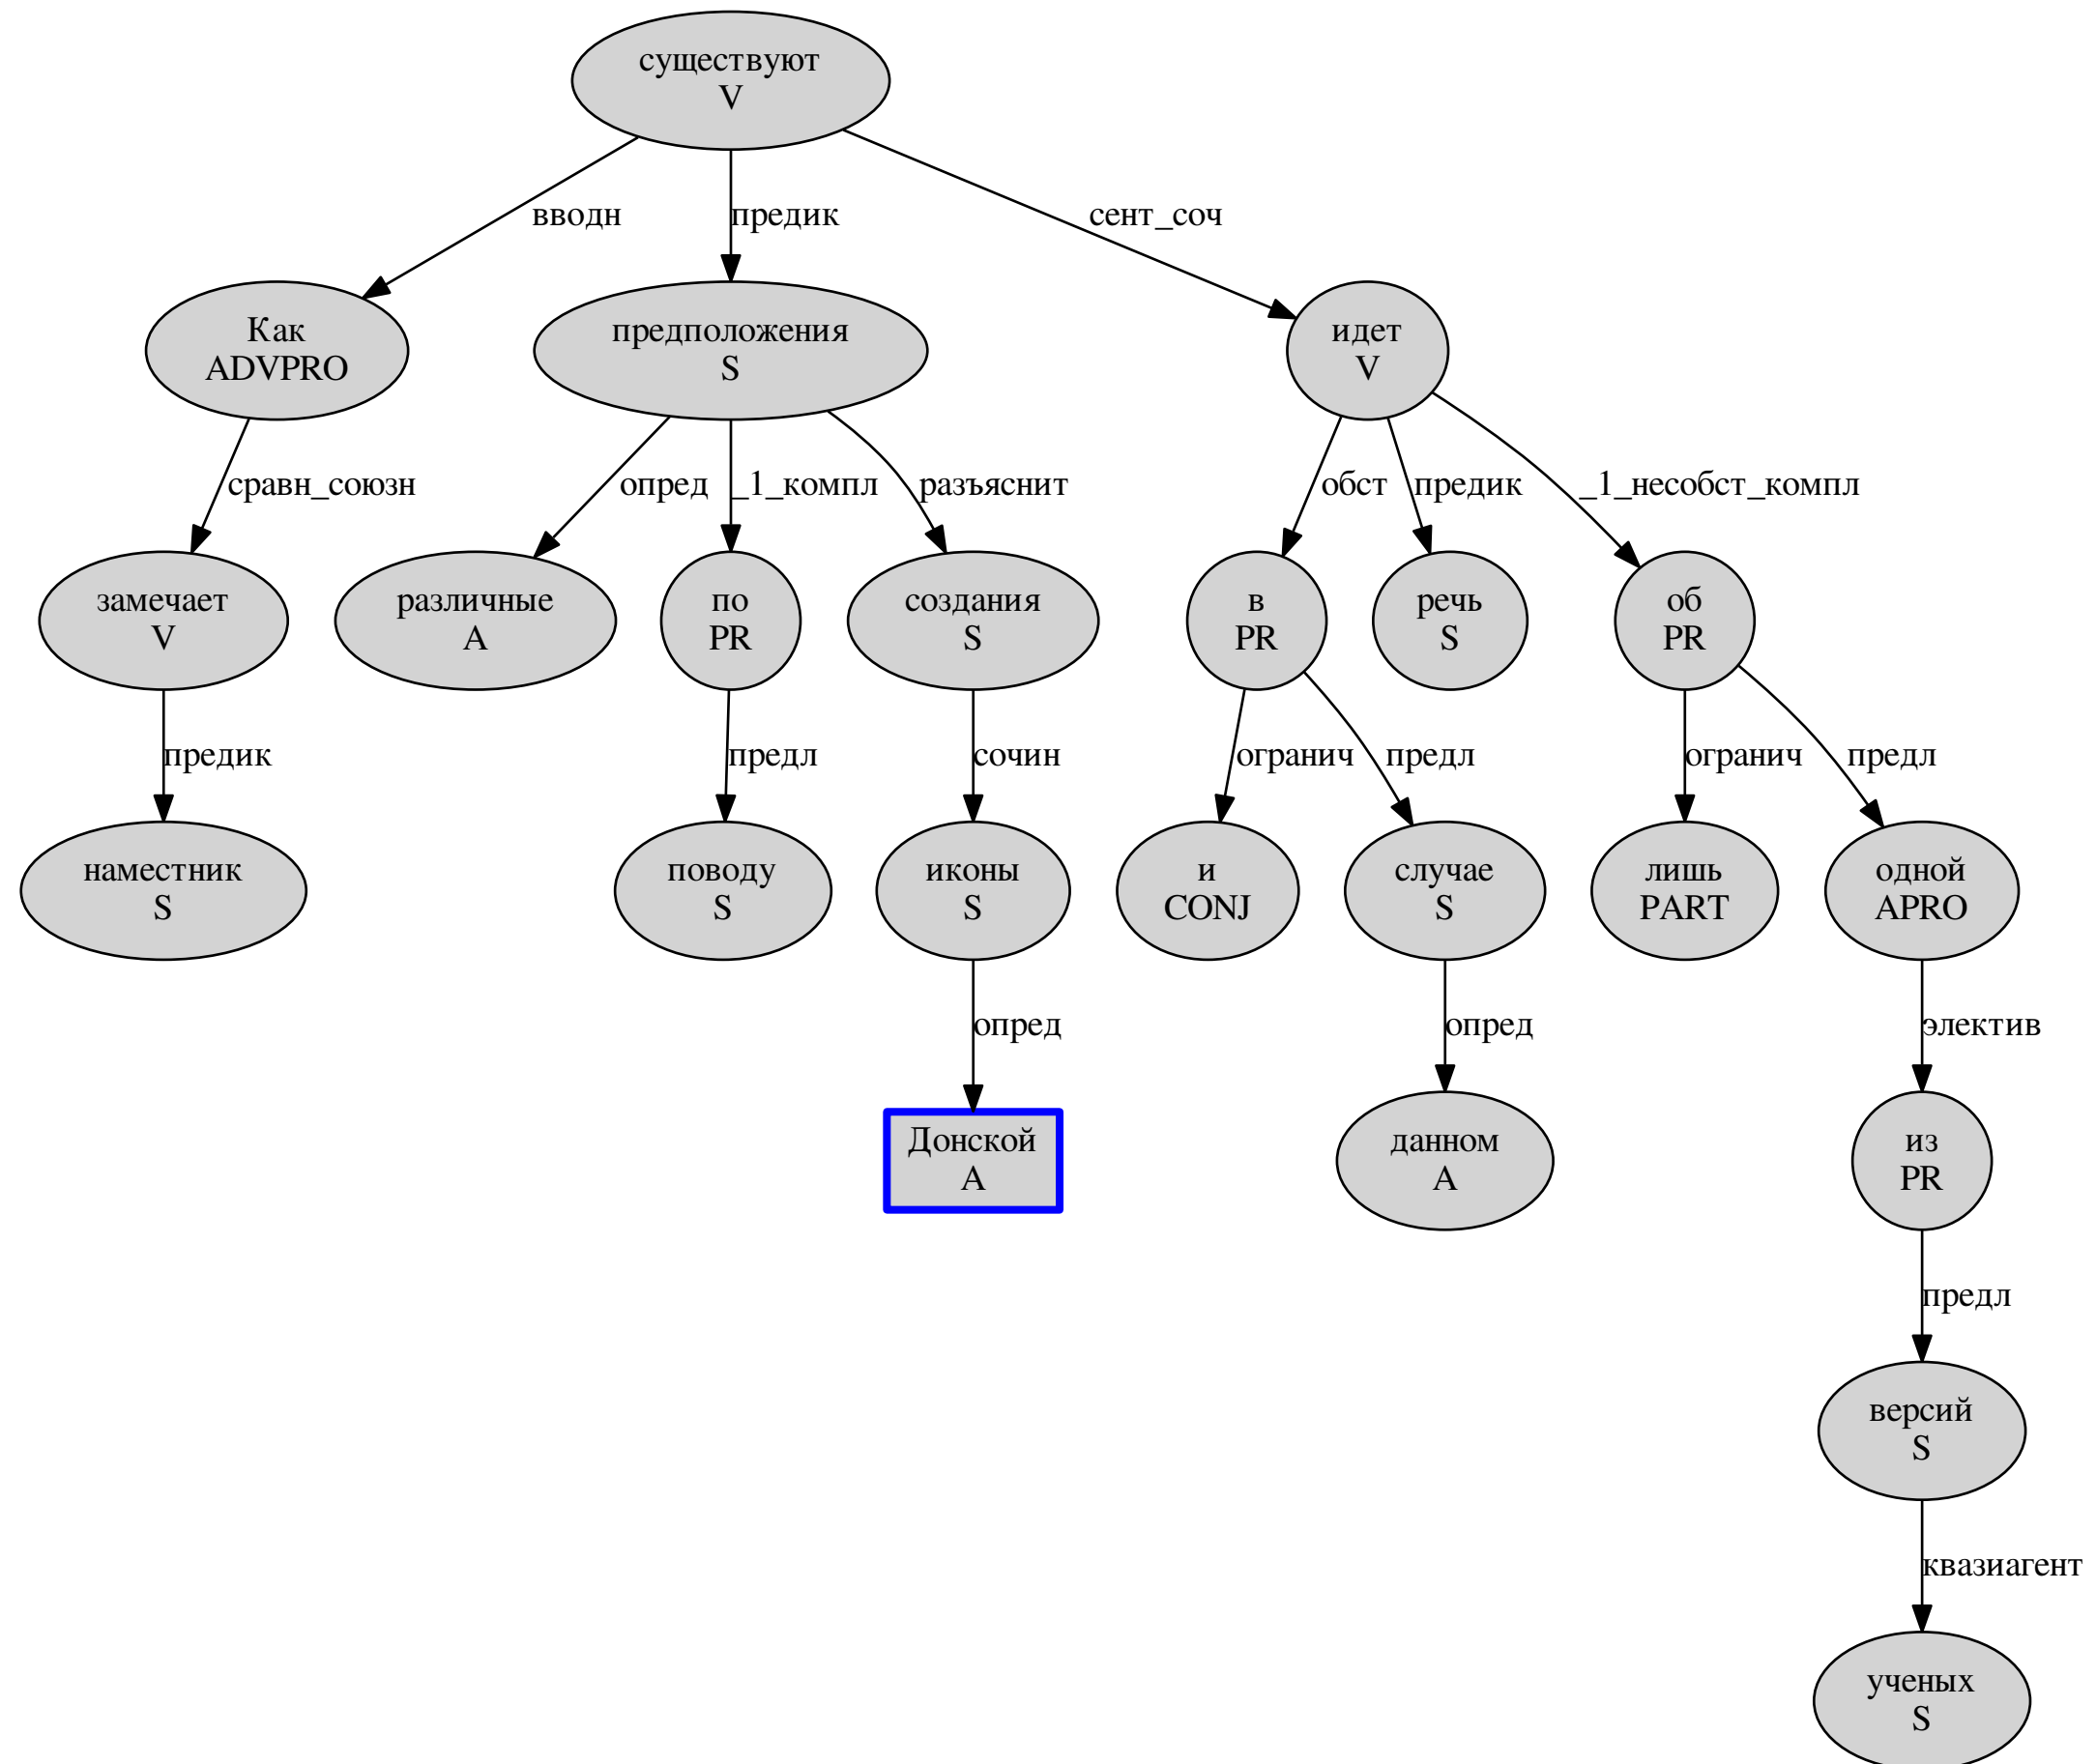 существуют
V
вводн
предик
сент_соч
Как
ADVPRO
предположения
S
идет
V
сравн_союзн
опред
_1_компл
разъяснит
обст
предик
_1_несобст_компл
замечает
V
различные
A
по
PR
создания
S
в
PR
речь
S
об
PR
предик
предл
сочин
огранич
предл
огранич
предл
наместник
S
поводу
S
иконы
S
и
CONJ
случае
S
лишь
PART
одной
APRO
опред
опред
электив
Донской
A
данном
A
из
PR
предл
версий
S
квазиагент
ученых
S